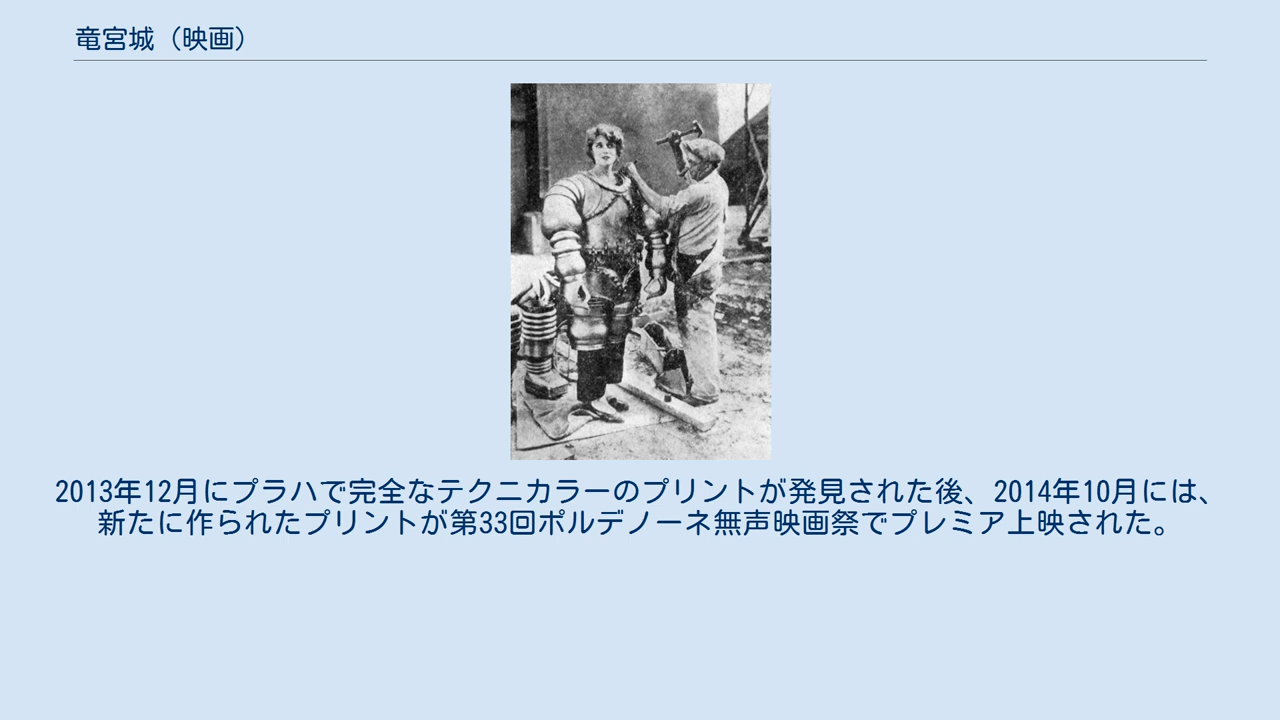 竜宮城（映画）
2013年12月にプラハで完全なテクニカラーのプリントが発見された後、2014年10月には、
新たに作られたプリントが第33回ポルデノーネ無声映画祭でプレミア上映された。